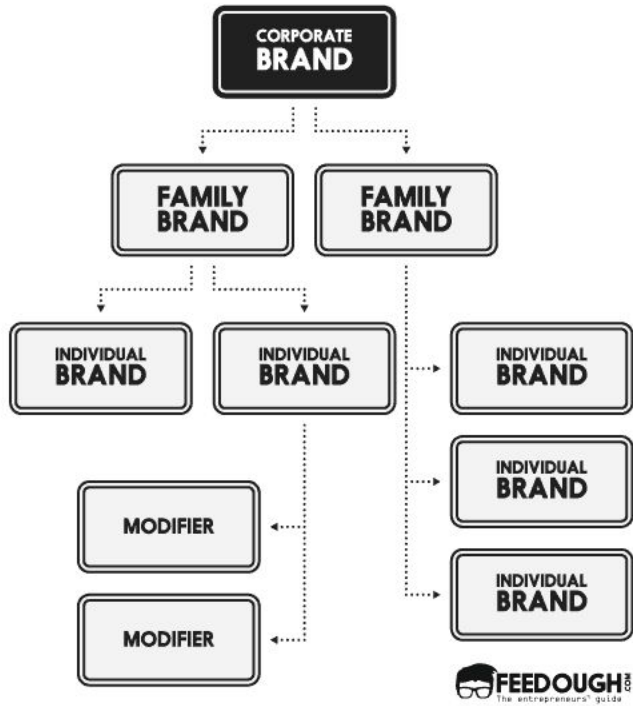 CORPORATE
BRAND
FAMILY
BRAND
FAMILY
BRAND
INDIVIDUAL
BRAND
INDIVIDUAL
BRAND
INDIVIDUAL
BRAND
INDIVIDUAL
BRAND
INDIVIDUAL
BRAND
MODIFIER
MODIFIER
FEEDOUGH.COM
The entrepreneurs' guide